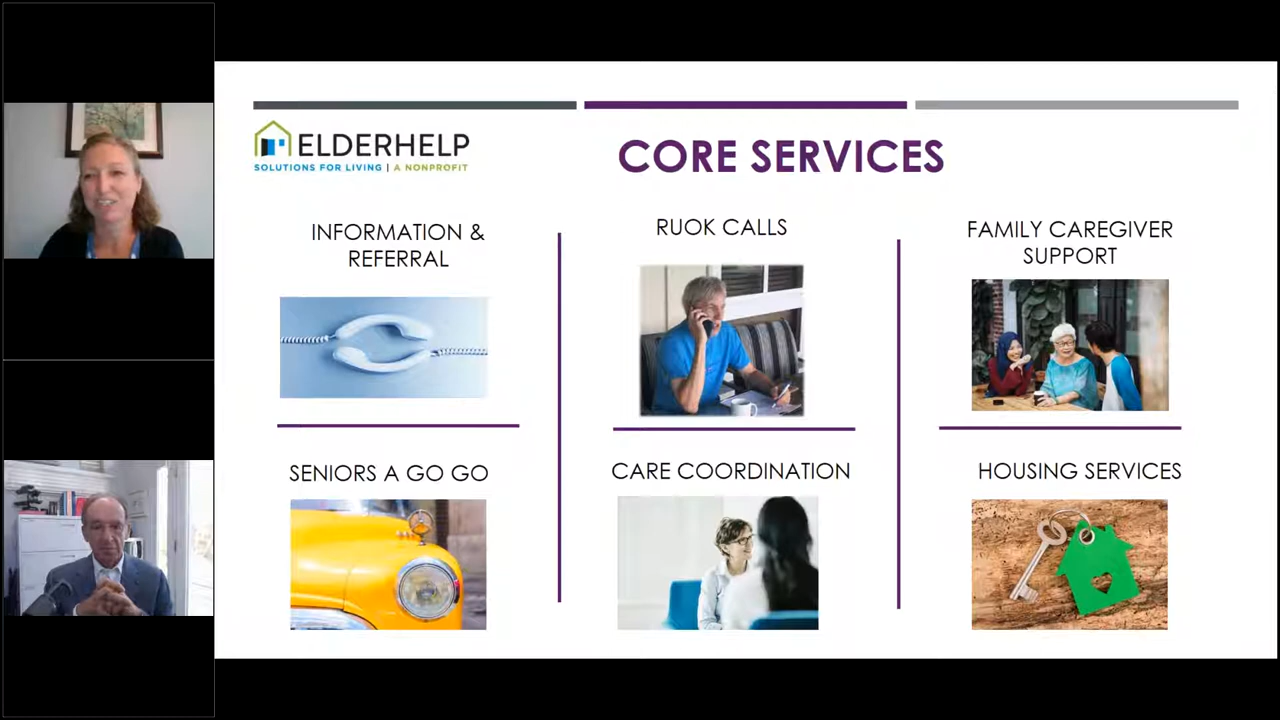 ELDERHELP
SOLUTIONS FOR LIVING | A NONPROFIT
CORE SERVICES
INFORMATION &
REFERRAL
RUOK CALLS
FAMILY CAREGIVER
SUPPORT
SENIORS A GO GO
CARE COORDINATION
HOUSING SERVICES